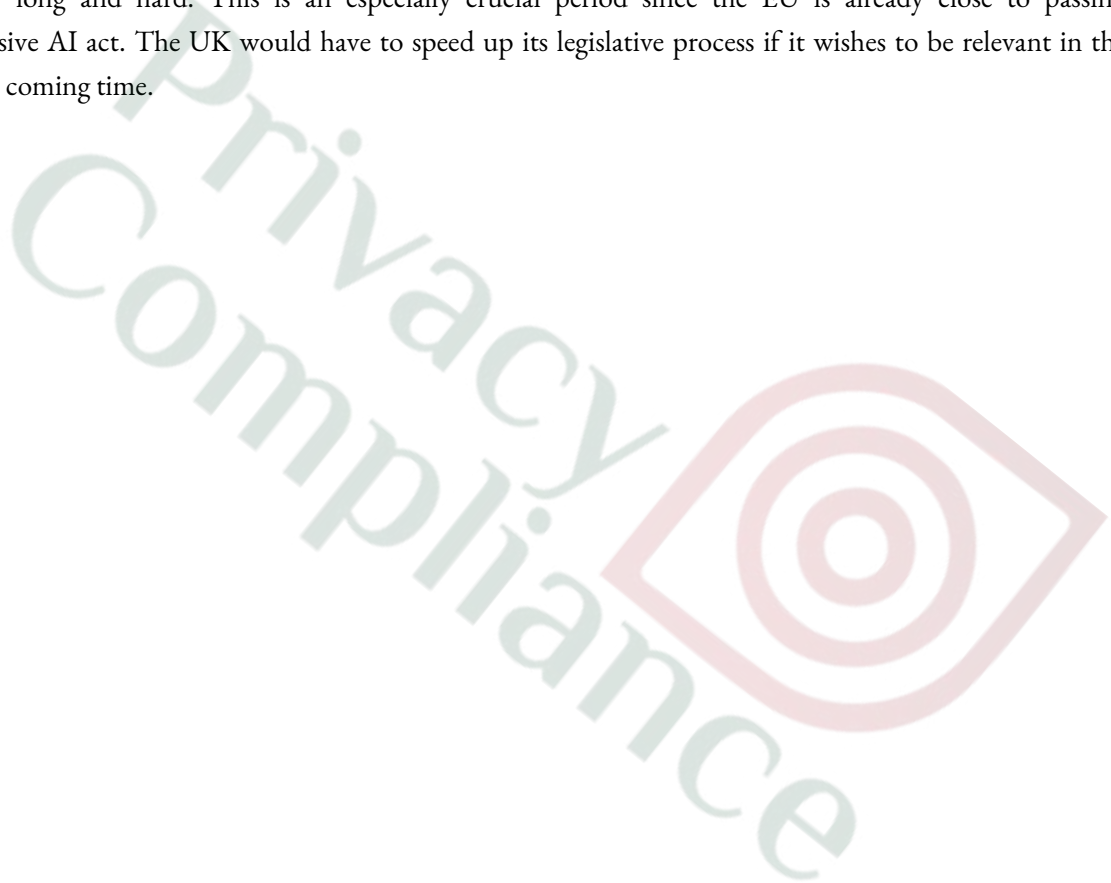 long and hard. This is an especially crucial period since the EU is already close to
sive AI act. The UK would have to speed up its legislative process if it wishes to be relevant in
coming time.
Privacy
Compliance